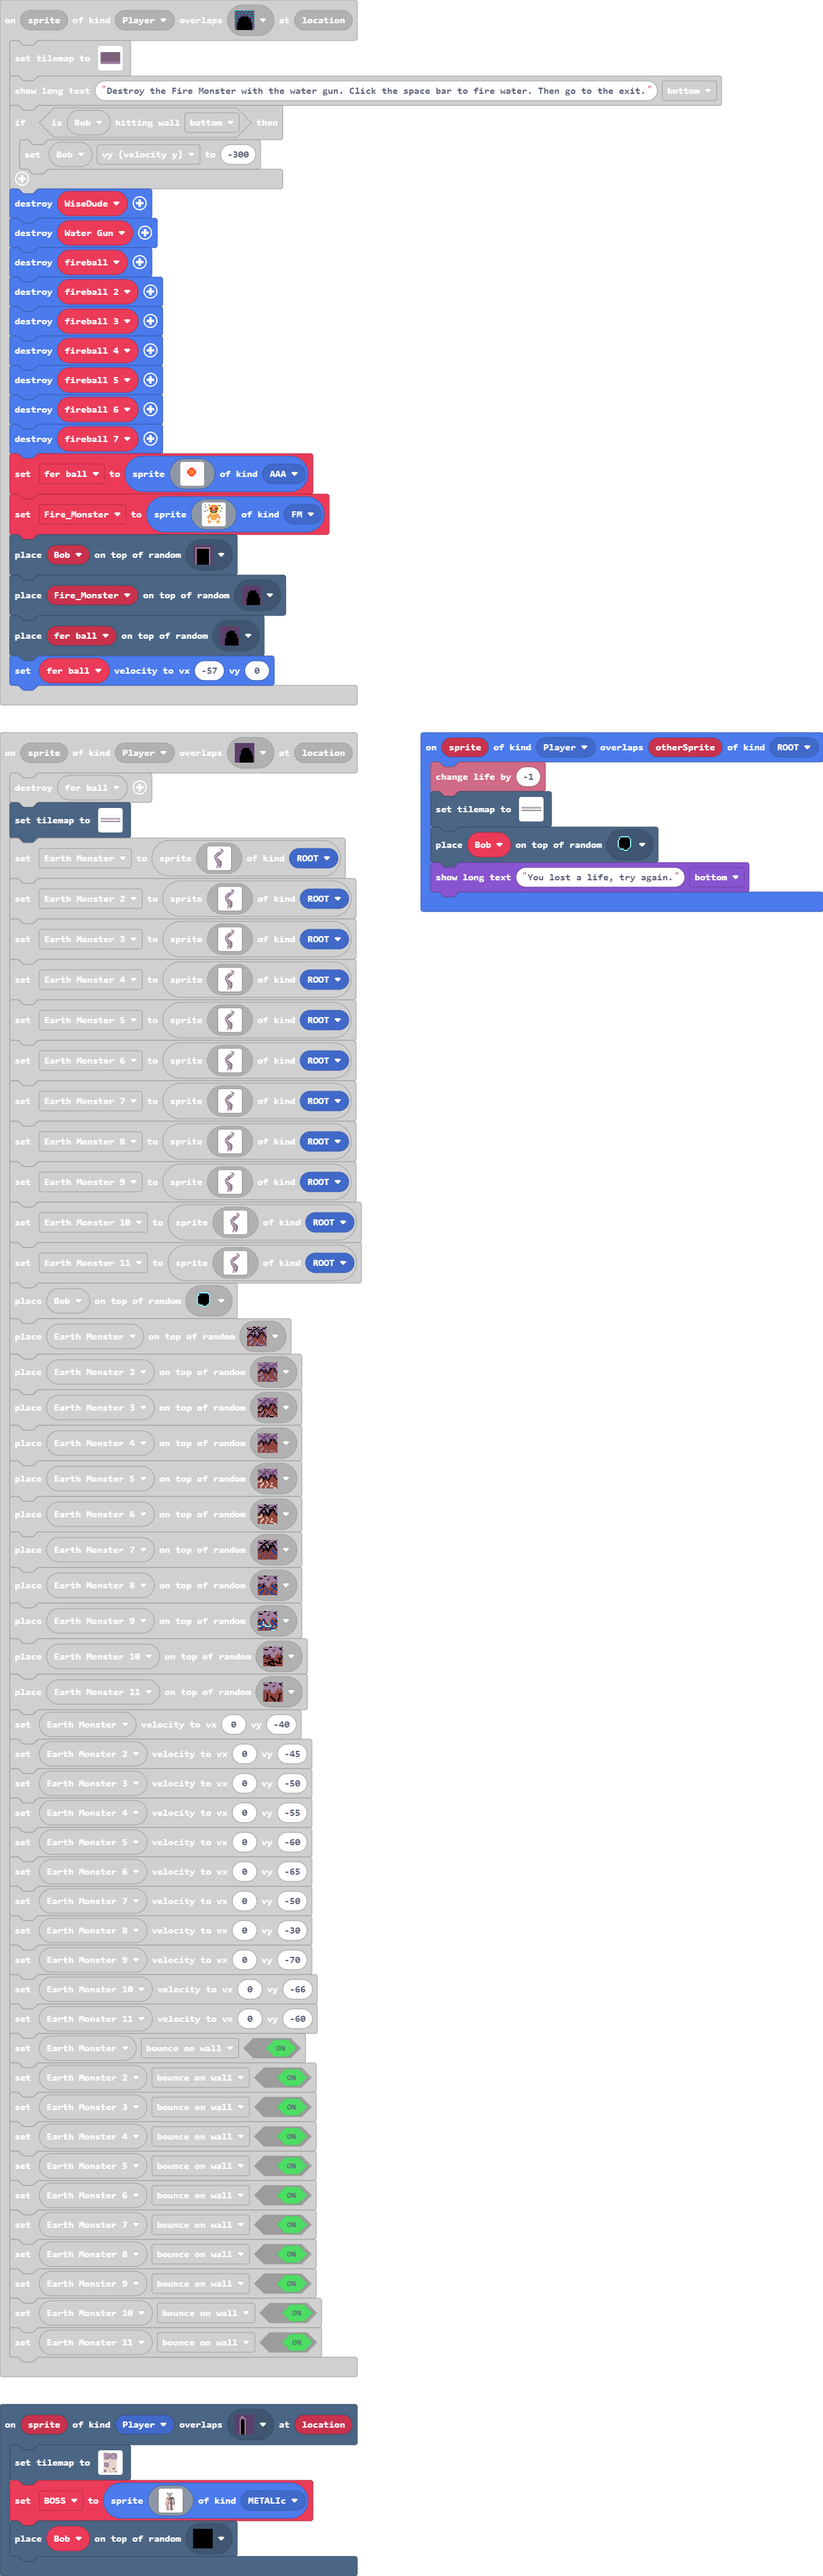 on sprite of kind Player overlaps at location
set tilemap to
show long text "Destroy the Fire Monster with the water gun. Click the space bar to fire water. Then go to the exit." bottom
if is Bob hitting wall bottom then
set Bob vy (velocity y) to -300
destroy WiseDude
destroy Water Gun
destroy fireball
destroy fireball 2
destroy fireball 3
destroy fireball 4
destroy fireball 5
destroy fireball 6
destroy fireball 7
set fer ball to sprite of kind AAA
set Fire_Monster to sprite of kind FM
place Bob on top of random
place Fire_Monster on top of random
place fer ball on top of random
set fer ball velocity to vx -57 vy 0
on sprite of kind Player overlaps at location
destroy fer ball
set tilemap to
set Earth Monster to sprite of kind ROOT
set Earth Monster 2 to sprite of kind ROOT
set Earth Monster 3 to sprite of kind ROOT
set Earth Monster 4 to sprite of kind ROOT
set Earth Monster 5 to sprite of kind ROOT
set Earth Monster 6 to sprite of kind ROOT
set Earth Monster 7 to sprite of kind ROOT
set Earth Monster 8 to sprite of kind ROOT
set Earth Monster 9 to sprite of kind ROOT
set Earth Monster 10 to sprite of kind ROOT
set Earth Monster 11 to sprite of kind ROOT
place Bob on top of random
place Earth Monster on top of random
place Earth Monster 2 on top of random
place Earth Monster 3 on top of random
place Earth Monster 4 on top of random
place Earth Monster 5 on top of random
place Earth Monster 6 on top of random
place Earth Monster 7 on top of random
place Earth Monster 8 on top of random
place Earth Monster 9 on top of random
place Earth Monster 10 on top of random
place Earth Monster 11 on top of random
set Earth Monster velocity to vx 0 vy -40
set Earth Monster 2 velocity to vx 0 vy -45
set Earth Monster 3 velocity to vx 0 vy -50
set Earth Monster 4 velocity to vx 0 vy -55
set Earth Monster 5 velocity to vx 0 vy -60
set Earth Monster 6 velocity to vx 0 vy -65
set Earth Monster 7 velocity to vx 0 vy -50
set Earth Monster 8 velocity to vx 0 vy -30
set Earth Monster 9 velocity to vx 0 vy -70
set Earth Monster 10 velocity to vx 0 vy -66
set Earth Monster 11 velocity to vx 0 vy -60
set Earth Monster bounce on wall ON
set Earth Monster 2 bounce on wall ON
set Earth Monster 3 bounce on wall ON
set Earth Monster 4 bounce on wall ON
set Earth Monster 5 bounce on wall ON
set Earth Monster 6 bounce on wall ON
set Earth Monster 7 bounce on wall ON
set Earth Monster 8 bounce on wall ON
set Earth Monster 9 bounce on wall ON
set Earth Monster 10 bounce on wall ON
set Earth Monster 11 bounce on wall ON
on sprite of kind Player overlaps otherSprite of kind ROOT
change life by -1
set tilemap to
place Bob on top of random
show long text "You lost a life, try again." bottom
on sprite of kind Player overlaps at location
set tilemap to
set BOSS to sprite of kind METALIc
place Bob on top of random